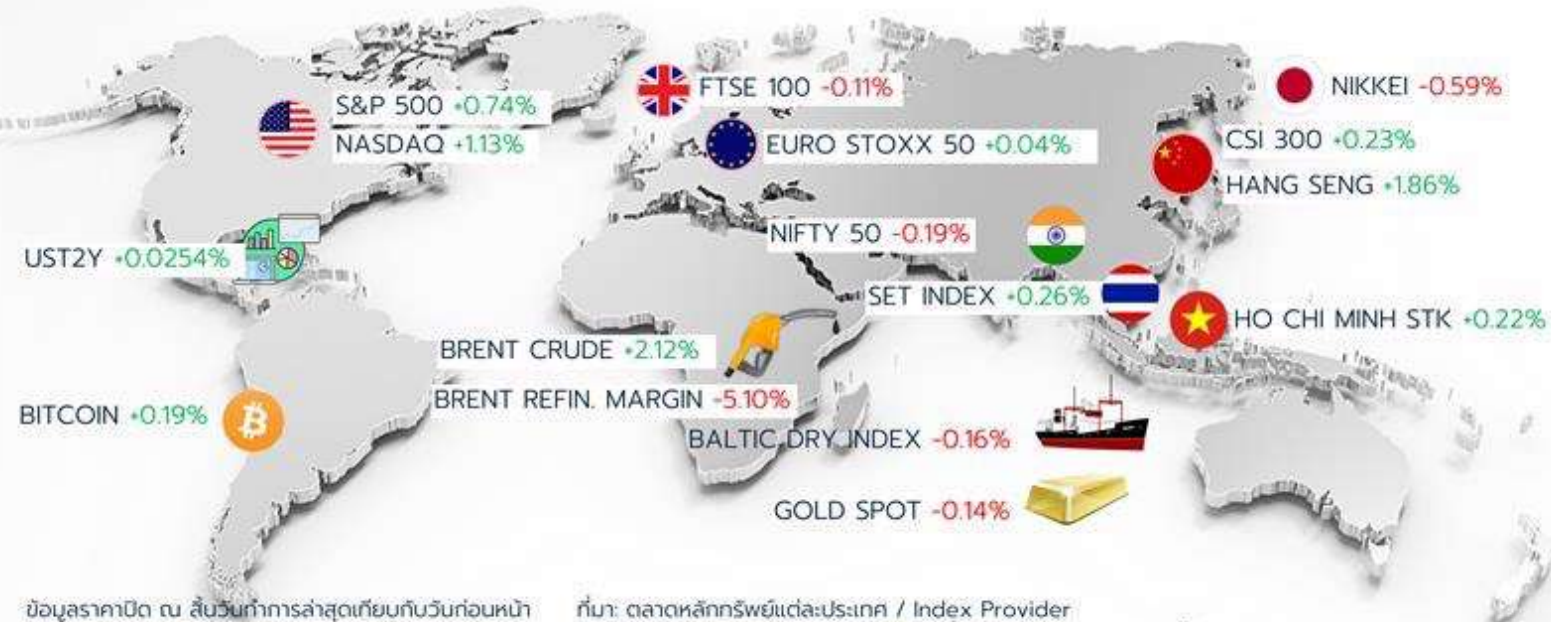 S&P 500 +0.74%
NASDAQ +1.13%
FTSE 100 -0.11%
EURO STOXX 50 +0.04%
NIKKEI -0.59%
CSI 300 +0.23%
HANG SENG +1.86%
NIFTY 50 -0.19%
UST2Y +0.0254%
SET INDEX +0.26%
HO CHI MINH STK +0.22%
BRENT CRUDE +2.12%
BRENT REFIN. MARGIN -5.10%
BITCOIN +0.19%
BALTIC DRY INDEX -0.16%
GOLD SPOT -0.14%
ข้อมูลราคาปิด ณ สิ้นวันทำการล่าสุดเทียบกับวันก่อนหน้า
ที่มา: ตลาดหลักทรัพย์แต่ละประเทศ / Index Provider